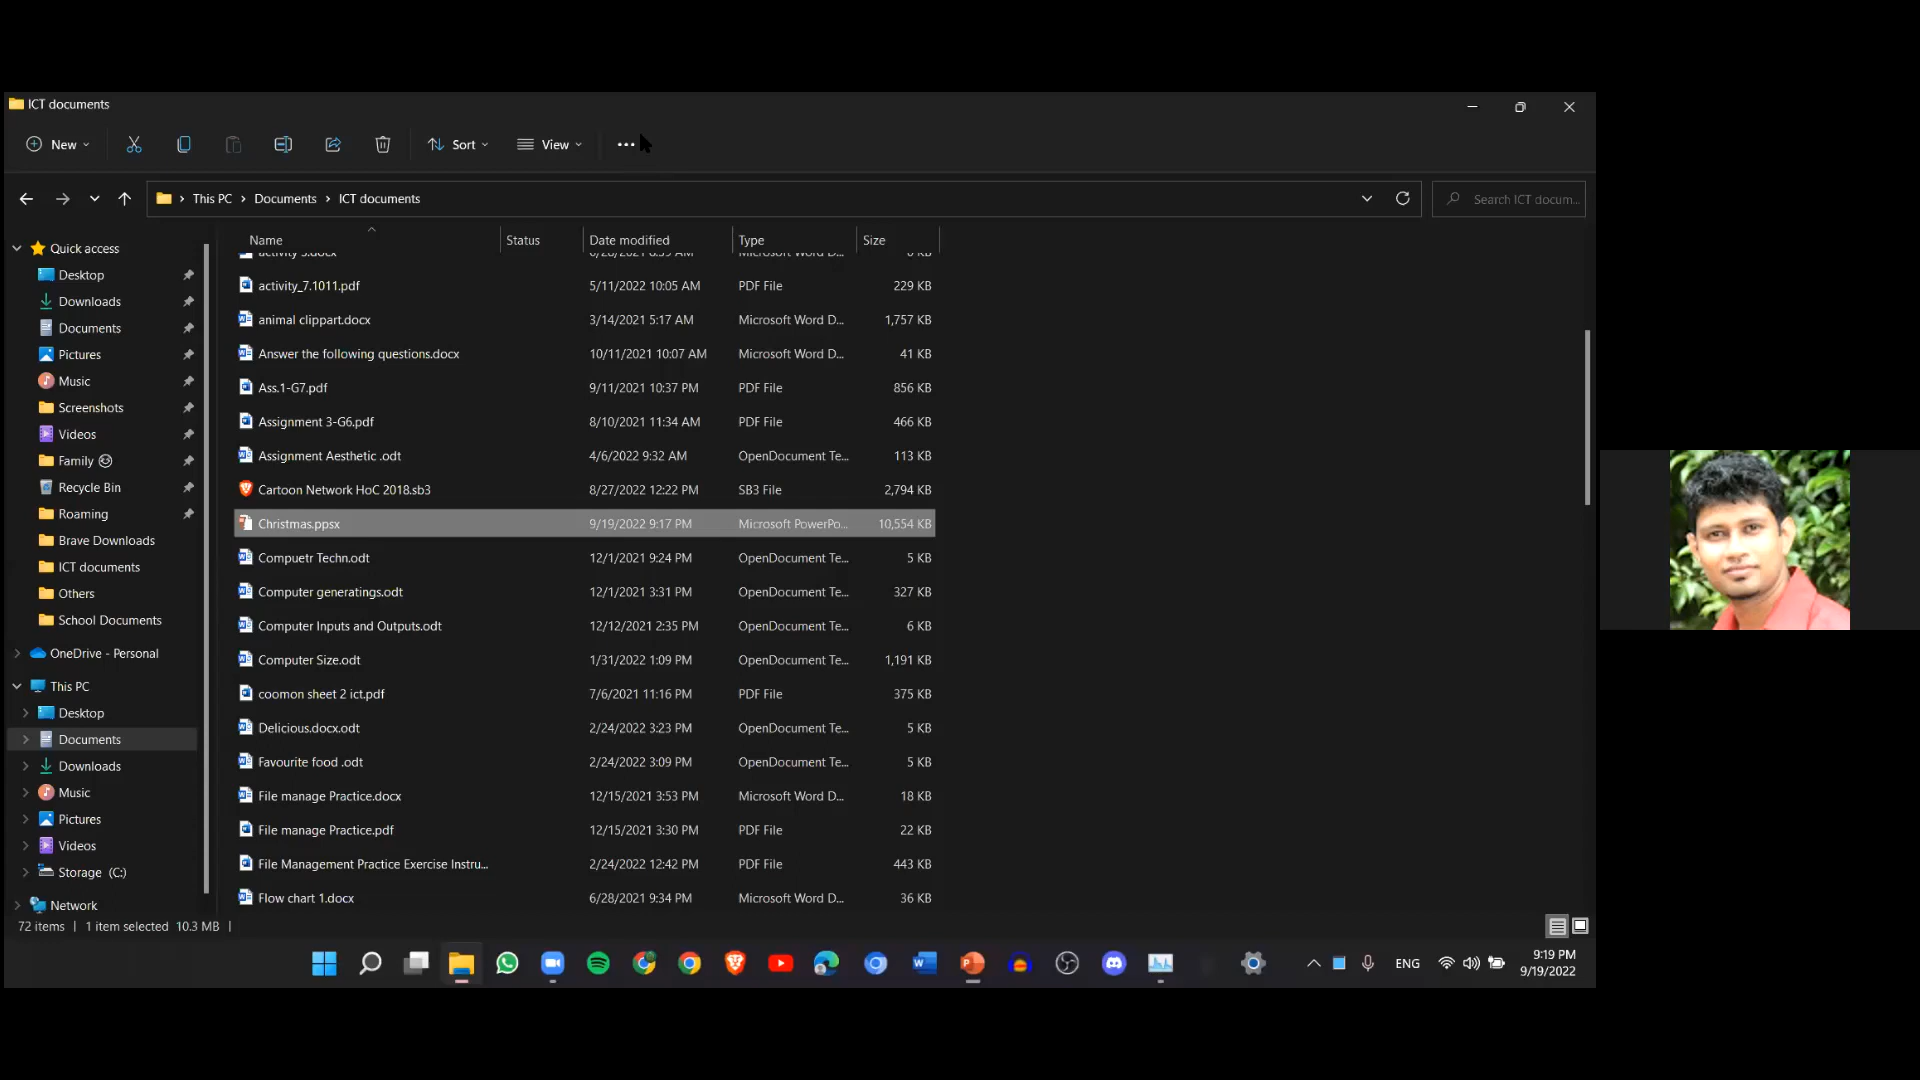 ICT documents
New
Sort
View
This PC > Documents > ICT documents
Search ICT docum...
Name Status Date modified Type Size
activity_7.1011.pdf 5/11/2022 10:05 AM PDF File 229 KB
animal clippart.docx 3/14/2021 5:17 AM Microsoft Word D... 1,757 KB
Answer the following questions.docx 10/11/2021 10:07 AM Microsoft Word D... 41 KB
Ass.1-G7.pdf 9/11/2021 10:37 PM PDF File 856 KB
Assignment 3-G6.pdf 8/10/2021 11:34 AM PDF File 466 KB
Assignment Aesthetic .odt 4/6/2022 9:32 AM OpenDocument Te... 113 KB
Cartoon Network HoC 2018.sb3 8/27/2022 12:22 PM SB3 File 2,794 KB
Christmas.ppsx 9/19/2022 9:17 PM Microsoft PowerPo... 10,554 KB
Compuetr Techn.odt 12/1/2021 9:24 PM OpenDocument Te... 5 KB
Computer generatings.odt 12/1/2021 3:31 PM OpenDocument Te... 327 KB
Computer Inputs and Outputs.odt 12/12/2021 2:35 PM OpenDocument Te... 6 KB
Computer Size.odt 1/31/2022 1:09 PM OpenDocument Te... 1,191 KB
coomon sheet 2 ict.pdf 7/6/2021 11:16 PM PDF File 375 KB
Delicious.docx.odt 2/24/2022 3:23 PM OpenDocument Te... 5 KB
Favourite food .odt 2/24/2022 3:09 PM OpenDocument Te... 5 KB
File manage Practice.docx 12/15/2021 3:53 PM Microsoft Word D... 18 KB
File manage Practice.pdf 12/15/2021 3:30 PM PDF File 22 KB
File Management Practice Exercise Instru... 2/24/2022 12:42 PM PDF File 443 KB
Flow chart 1.docx 6/28/2021 9:34 PM Microsoft Word D... 36 KB
Quick access
Desktop
Downloads
Documents
Pictures
Music
Screenshots
Videos
Family
Recycle Bin
Roaming
Brave Downloads
ICT documents
Others
School Documents
OneDrive - Personal
This PC
Desktop
Documents
Downloads
Music
Pictures
Videos
Storage (C:)
Network
72 items | 1 item selected 10.3 MB |
ENG
9:19 PM
9/19/2022